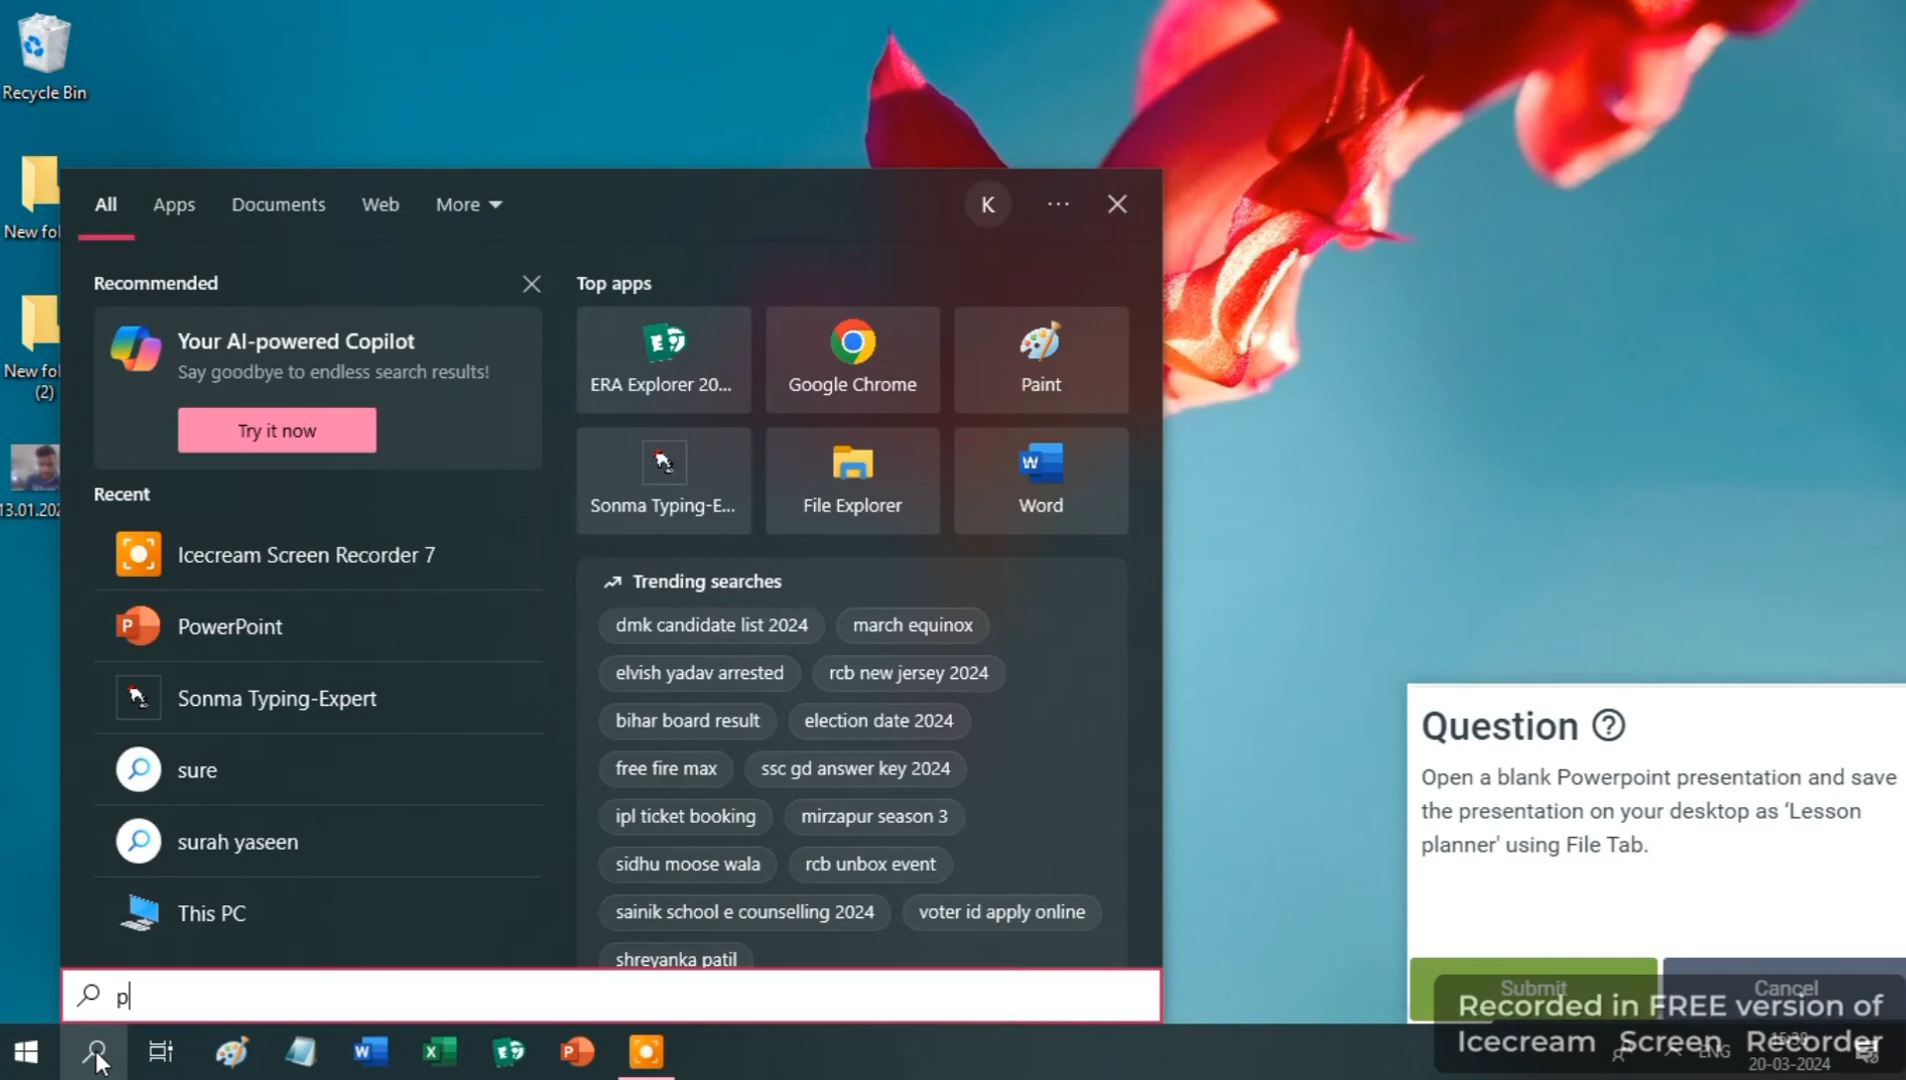 Recycle Bin
New fol
New fol
(2)
13.01.202
All Apps Documents Web More
K
Recommended
Your AI-powered Copilot
Say goodbye to endless search results!
Try it now
Recent
Icecream Screen Recorder 7
PowerPoint
Sonma Typing-Expert
sure
surah yaseen
This PC
Top apps
ERA Explorer 20...
Google Chrome
Paint
Sonma Typing-E...
File Explorer
Word
Trending searches
dmk candidate list 2024
march equinox
elvish yadav arrested
rcb new jersey 2024
bihar board result
election date 2024
free fire max
ssc gd answer key 2024
ipl ticket booking
mirzapur season 3
sidhu moose wala
rcb unbox event
sainik school e counselling 2024
voter id apply online
shreyanka patil
p
Question
Open a blank Powerpoint presentation and save
the presentation on your desktop as ‘Lesson
planner' using File Tab.
Submit
Cancel
Recorded in FREE version of
Icecream Screen Recorder
ENG
20-03-2024